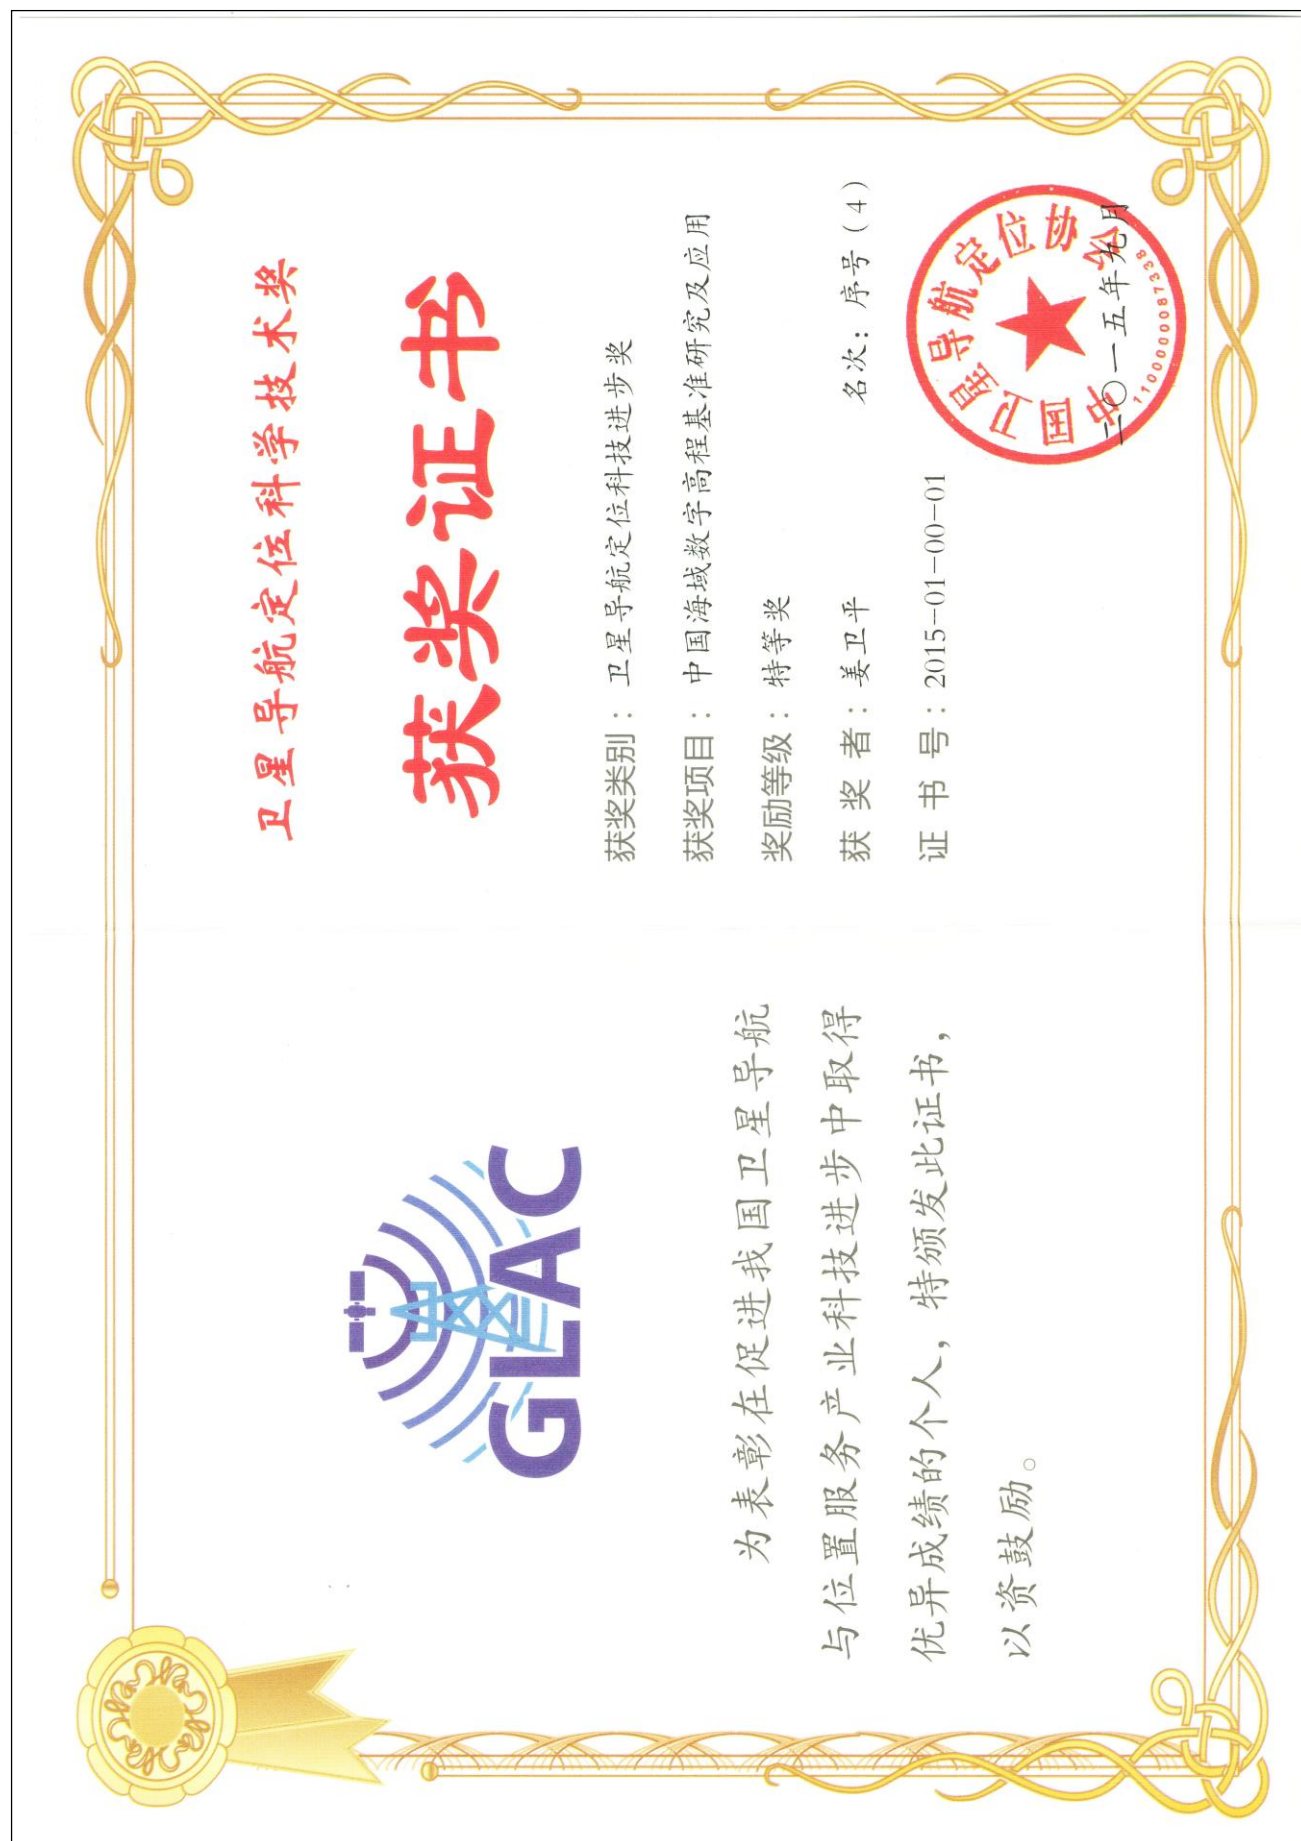 GLAC
为表彰在促进我国卫星导航
与位置服务产业科技进步中取得
优异成绩的个人，特颁发此证书，
以资鼓励。
卫星导航定位科学技术奖
获奖证书
获奖类别：卫星导航定位科技进步奖
获奖项目：中国海域数字高程基准研究及应用
奖励等级：特等奖
获奖者：姜卫平 名次：序号（4）
证书号：2015-01-00-01
中国卫星导航定位协会
二〇一五年九月
1100000087338